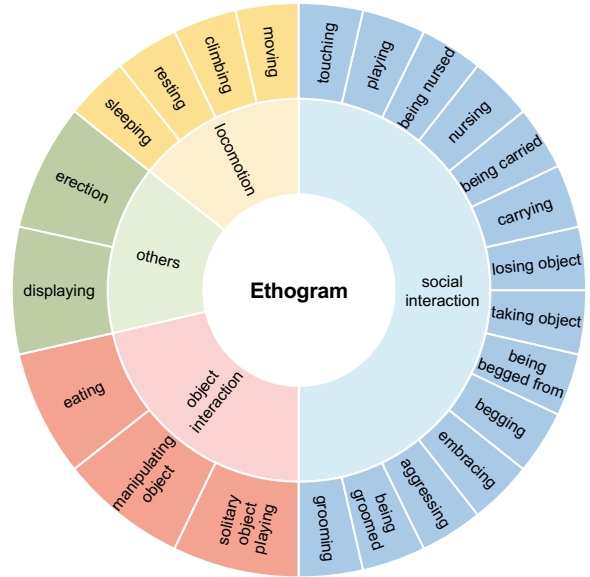 Ethogram
social
interaction
touching
playing
being nursed
nursing
being carried
carrying
losing object
taking object
being
begged from
begging
embracing
aggressing
being
groomed
grooming
object
interaction
solitary
object
playing
manipulating
object
eating
others
displaying
erection
locomotion
sleeping
resting
climbing
moving